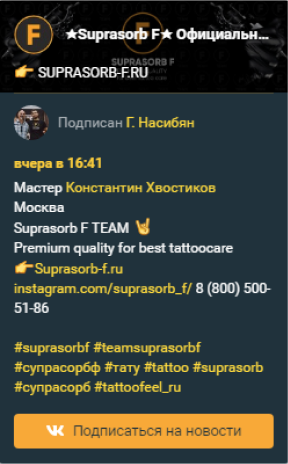 F
★Suprasorb F★ Официальн...
SUPRASORB F
👉 SUPRASORB-F.RU
Подписан Г. Насибян
вчера в 16:41
Мастер Константин Хвостиков
Москва
Suprasorb F TEAM 🤘
Premium quality for best tattoocare
👉Suprasorb-f.ru
instagram.com/suprasorb_f/ 8 (800) 500-
51-86
#suprasorbf #teamsuprasorbf
#супрасорбф #тату #tattoo #suprasorb
#супрасорб #tattoofeel_ru
Подписаться на новости